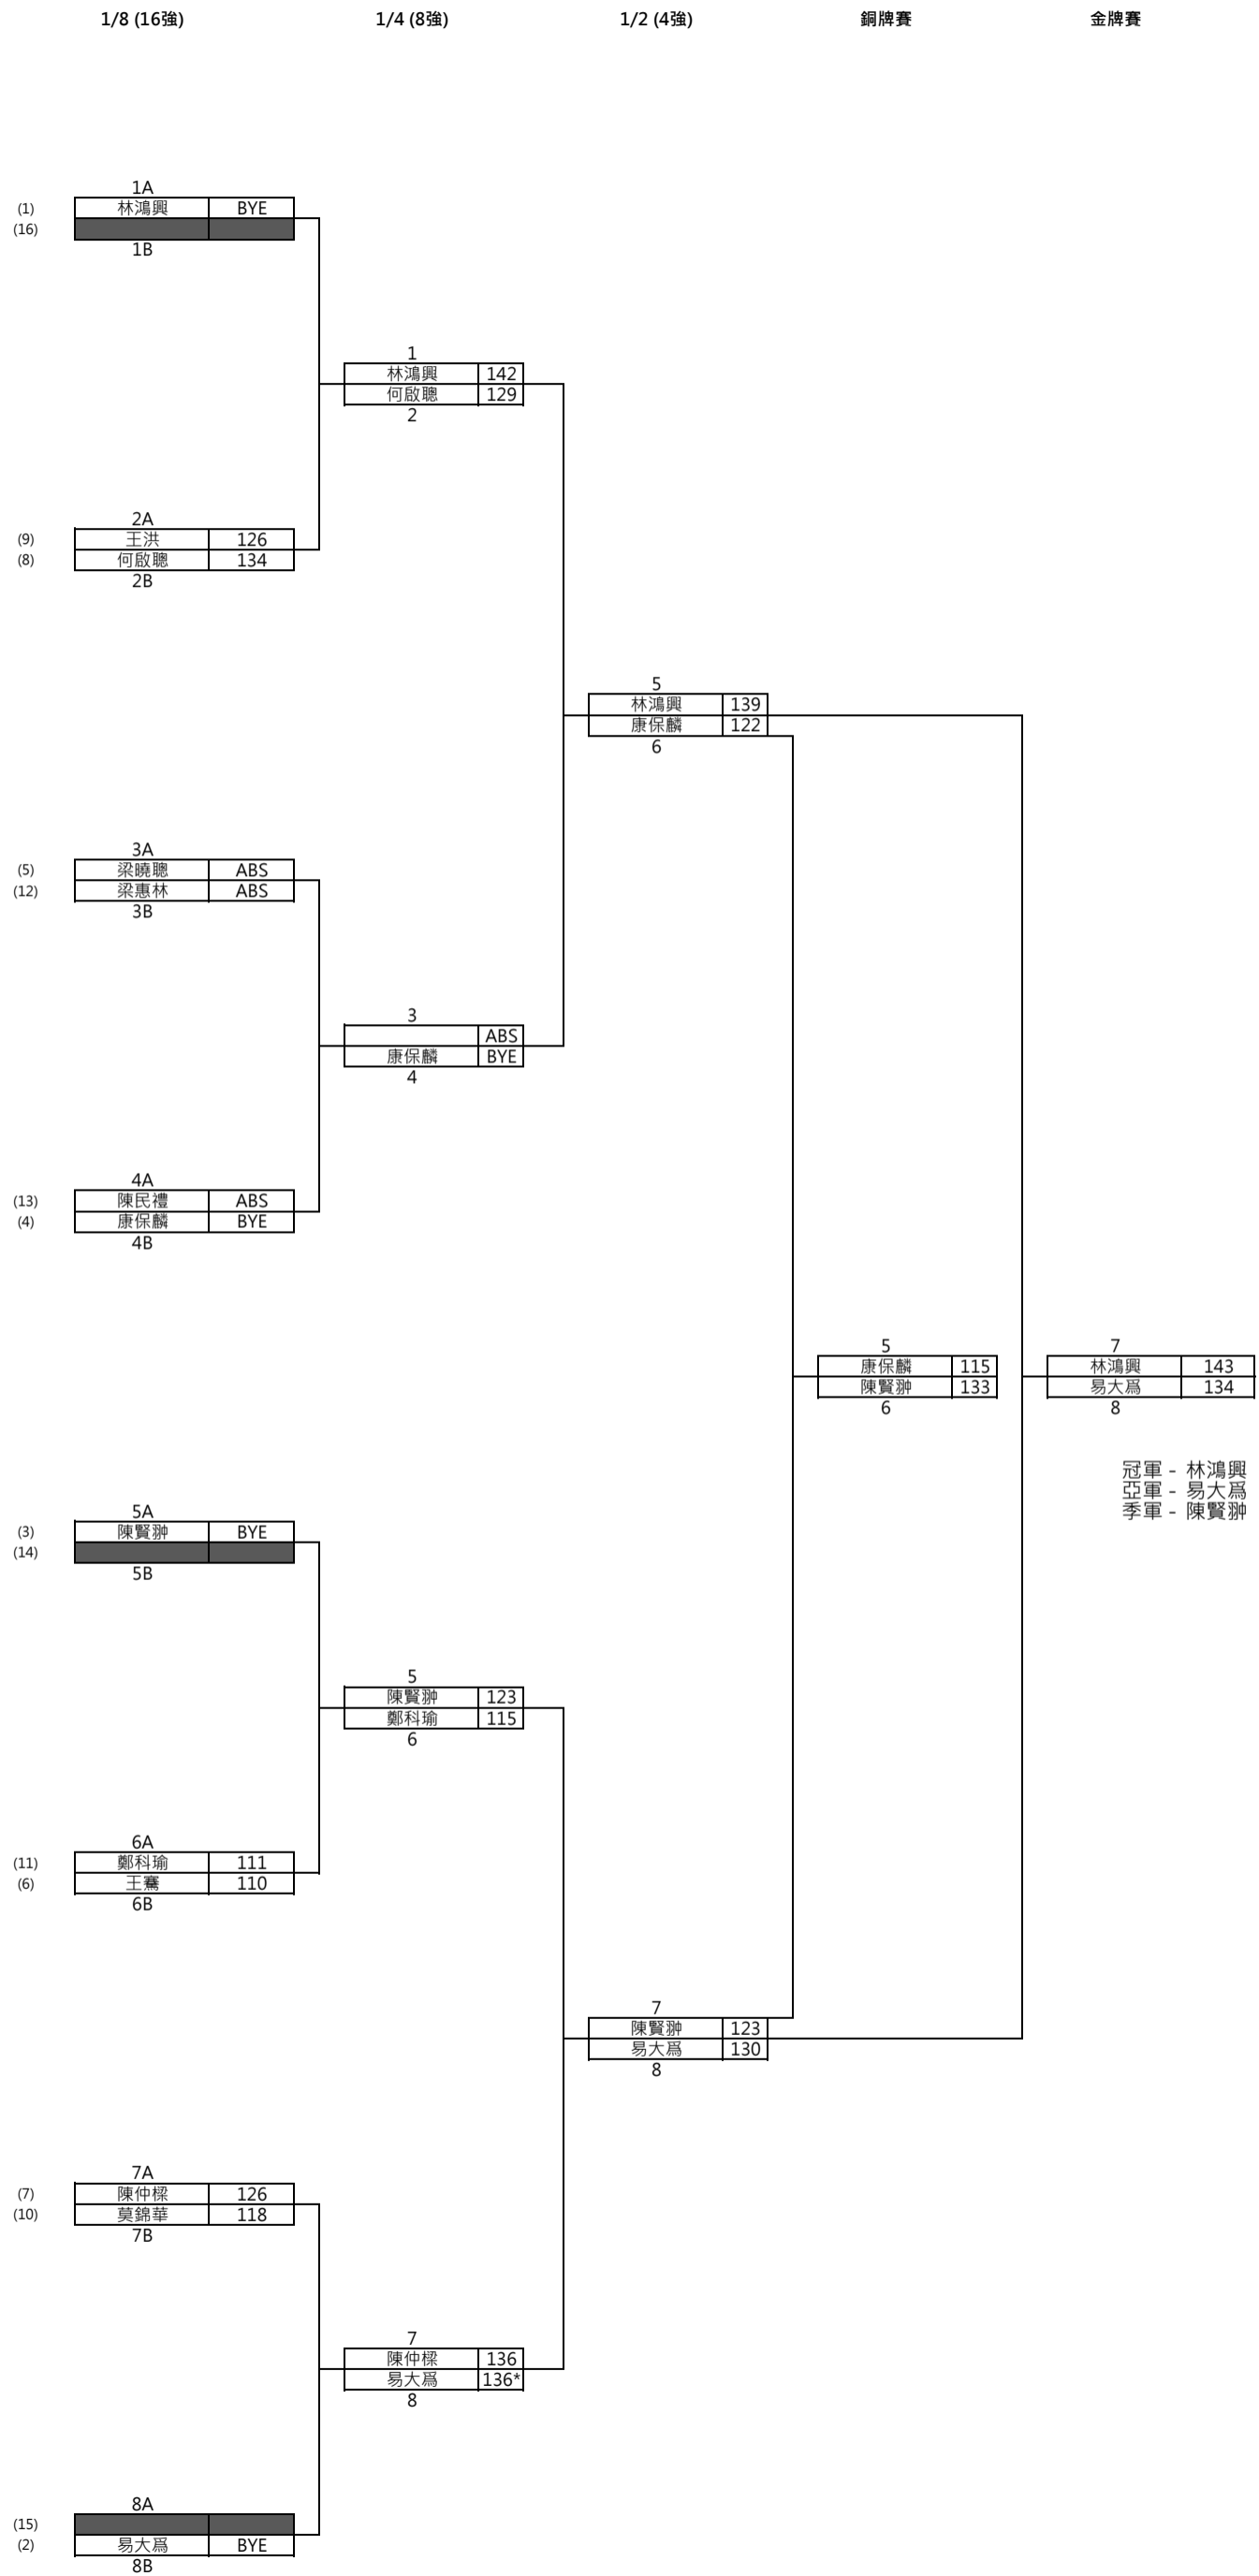 1/8 (16強) 1/4 (8強) 1/2 (4強) 銅牌賽 金牌賽
1A
(1) 林鴻興 BYE
(16)
1B
1
林鴻興 142
何啟聰 129
2
2A
(9) 王洪 126
(8) 何啟聰 134
2B
5
林鴻興 139
康保麟 122
6
3A
(5) 梁曉聰 ABS
(12) 梁惠林 ABS
3B
3
ABS
康保麟 BYE
4
4A
(13) 陳民禮 ABS
(4) 康保麟 BYE
4B
5
康保麟 115
陳賢翀 133
6
7
林鴻興 143
易大爲 134
8
冠軍 - 林鴻興
亞軍 - 易大爲
季軍 - 陳賢翀
5A
(3) 陳賢翀 BYE
(14)
5B
5
陳賢翀 123
鄭科瑜 115
6
6A
(11) 鄭科瑜 111
(6) 王騫 110
6B
7
陳賢翀 123
易大爲 130
8
7A
(7) 陳仲樑 126
(10) 莫錦華 118
7B
7
陳仲樑 136
易大爲 136*
8
8A
(15)
(2) 易大爲 BYE
8B